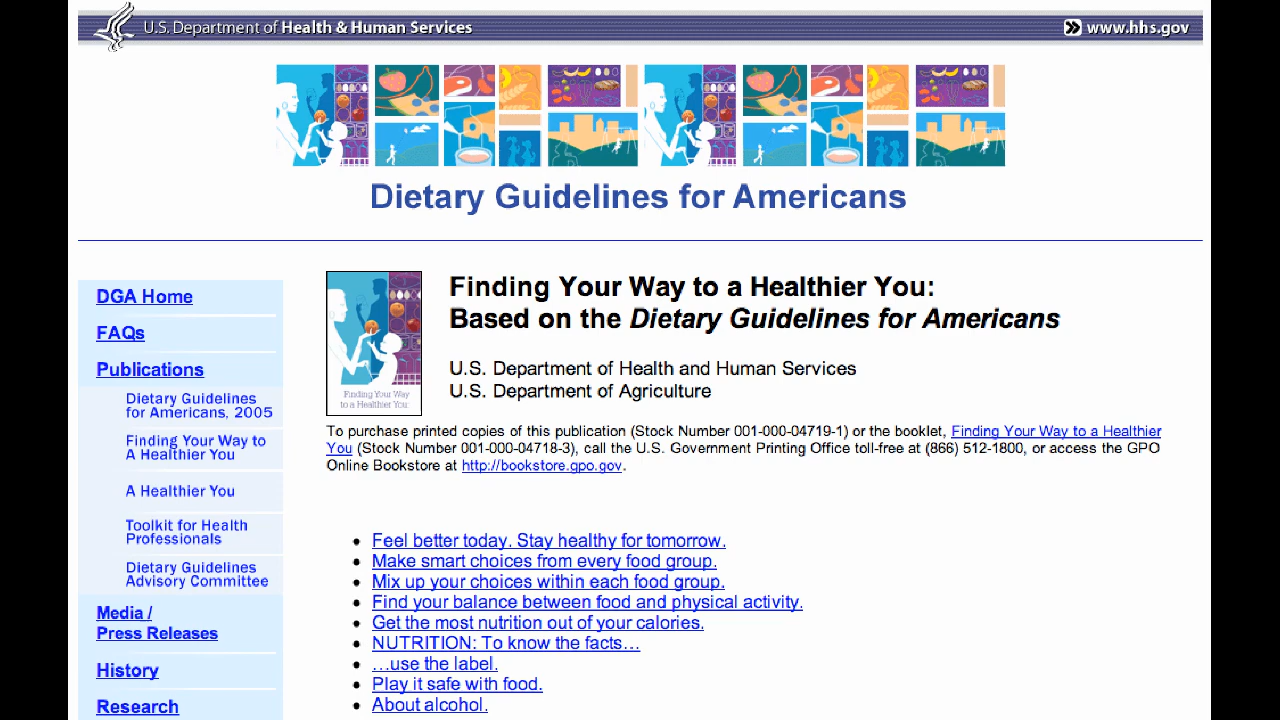 U.S. Department of Health & Human Services
www.hhs.gov
Dietary Guidelines for Americans
DGA Home
FAQs
Publications
Dietary Guidelines
for Americans, 2005
Finding Your Way to
A Healthier You
A Healthier You
Toolkit for Health
Professionals
Dietary Guidelines
Advisory Committee
Media /
Press Releases
History
Research
Finding Your Way
to a Healthier You:
Finding Your Way to a Healthier You:
Based on the Dietary Guidelines for Americans
U.S. Department of Health and Human Services
U.S. Department of Agriculture
To purchase printed copies of this publication (Stock Number 001-000-04719-1) or the booklet, Finding Your Way to a Healthier
You (Stock Number 001-000-04718-3), call the U.S. Government Printing Office toll-free at (866) 512-1800, or access the GPO
Online Bookstore at http://bookstore.gpo.gov.
• Feel better today. Stay healthy for tomorrow.
• Make smart choices from every food group.
• Mix up your choices within each food group.
• Find your balance between food and physical activity.
• Get the most nutrition out of your calories.
• NUTRITION: To know the facts…
• …use the label.
• Play it safe with food.
• About alcohol.